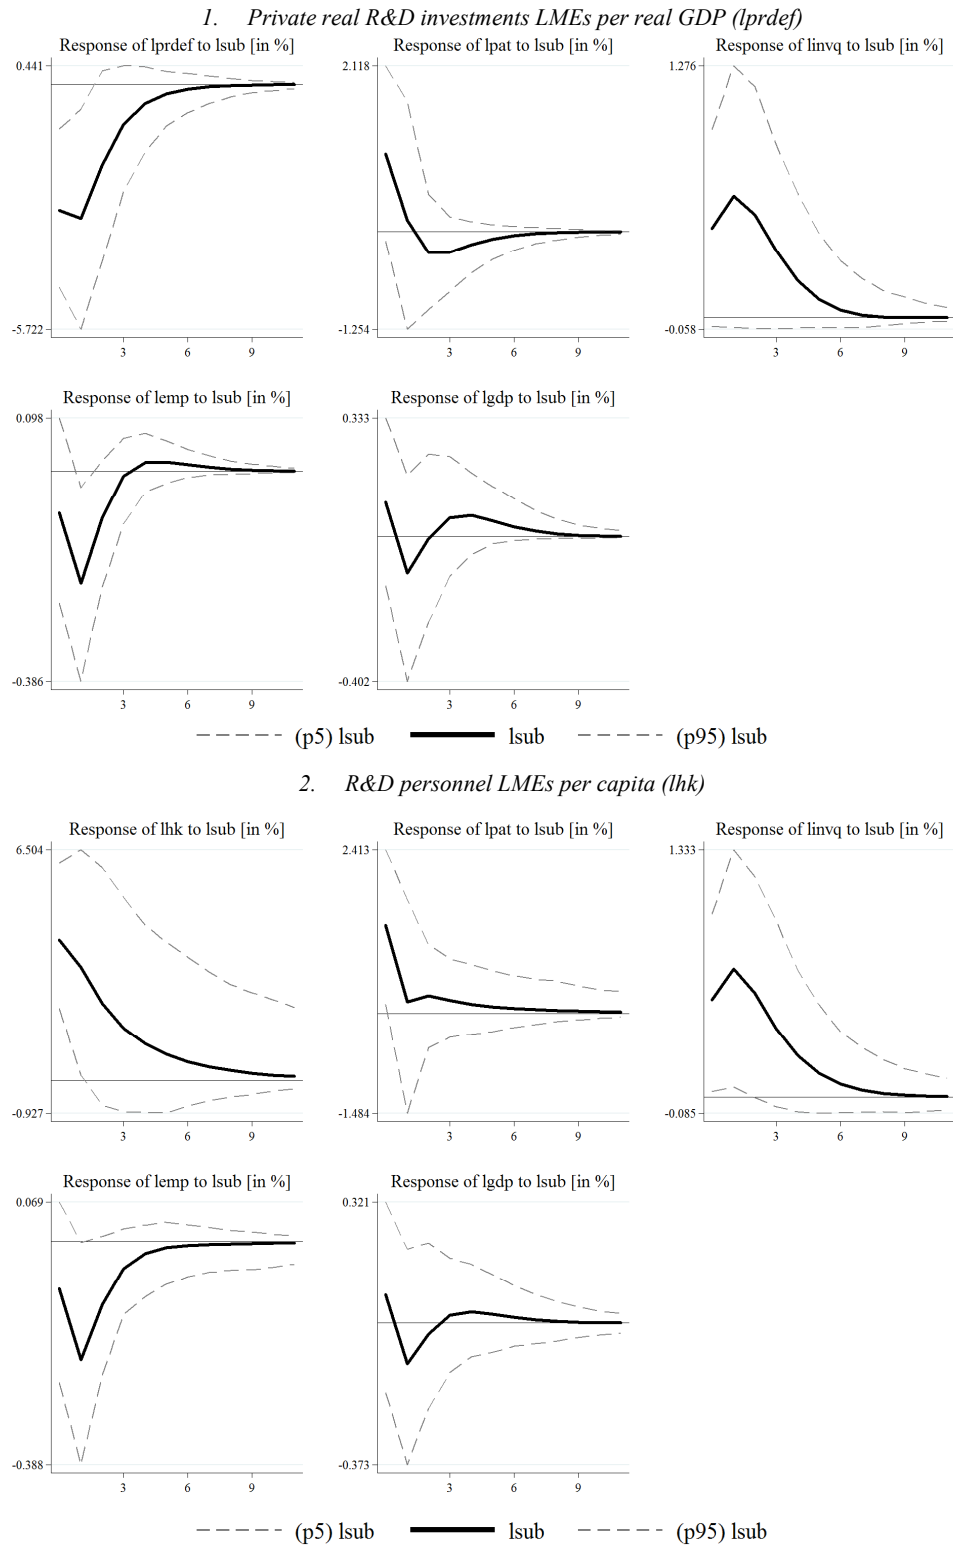 1. Private real R&D investments LMEs per real GDP (lprdef)
Response of lprdef to lsub [in %]
0.441
-5.722
3 6 9
Response of lpat to lsub [in %]
2.118
-1.254
3 6 9
Response of linvq to lsub [in %]
1.276
-0.058
3 6 9
Response of lemp to lsub [in %]
0.098
-0.386
3 6 9
Response of lgdp to lsub [in %]
0.333
-0.402
3 6 9
(p5) lsub lsub (p95) lsub
2. R&D personnel LMEs per capita (lhk)
Response of lhk to lsub [in %]
6.504
-0.927
3 6 9
Response of lpat to lsub [in %]
2.413
-1.484
3 6 9
Response of linvq to lsub [in %]
1.333
-0.085
3 6 9
Response of lemp to lsub [in %]
0.069
-0.388
3 6 9
Response of lgdp to lsub [in %]
0.321
-0.373
3 6 9
(p5) lsub lsub (p95) lsub